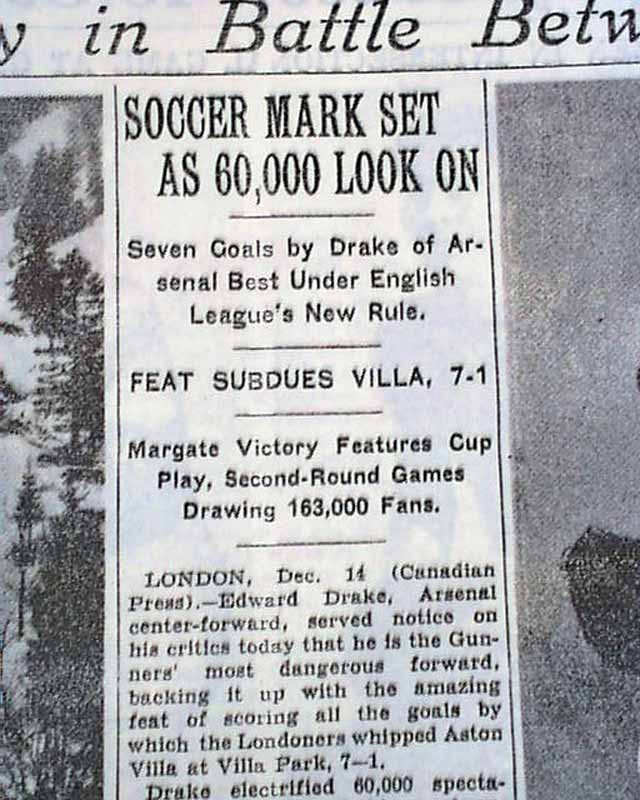 y in Battle Betw
SOCCER MARK SET
AS 60,000 LOOK ON
Seven Goals by Drake of Ar-
senal Best Under English
League's New Rule.
FEAT SUBDUES VILLA, 7-1
Margate Victory Features Cup
Play, Second-Round Games
Drawing 163,000 Fans.
LONDON, Dec. 14 (Canadian
Press).—Edward Drake, Arsenal
center-forward, served notice on
his critics today that he is the Gun-
ners' most dangerous forward,
backing it up with the amazing
feat of scoring all the goals by
which the Londoners whipped Aston
Villa at Villa Park, 7–1.
Drake electrified 60,000 specta-